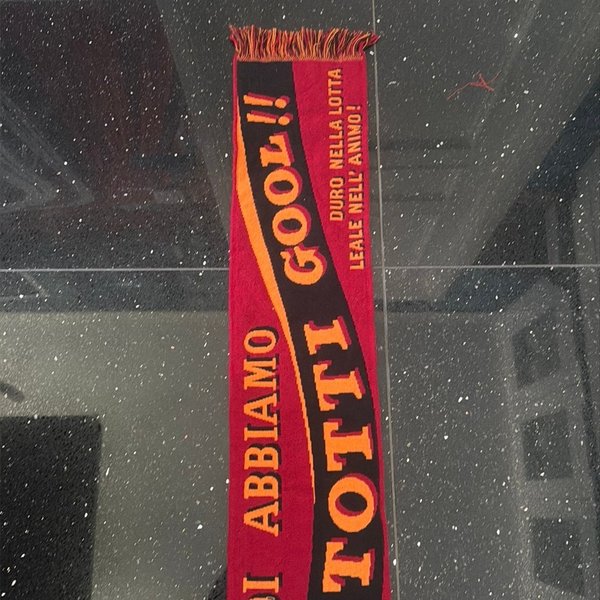 DURO NELLA LOTTA
LEALE NELL'ANIMO!
TOTTI GOOL!!
ABBIAMO